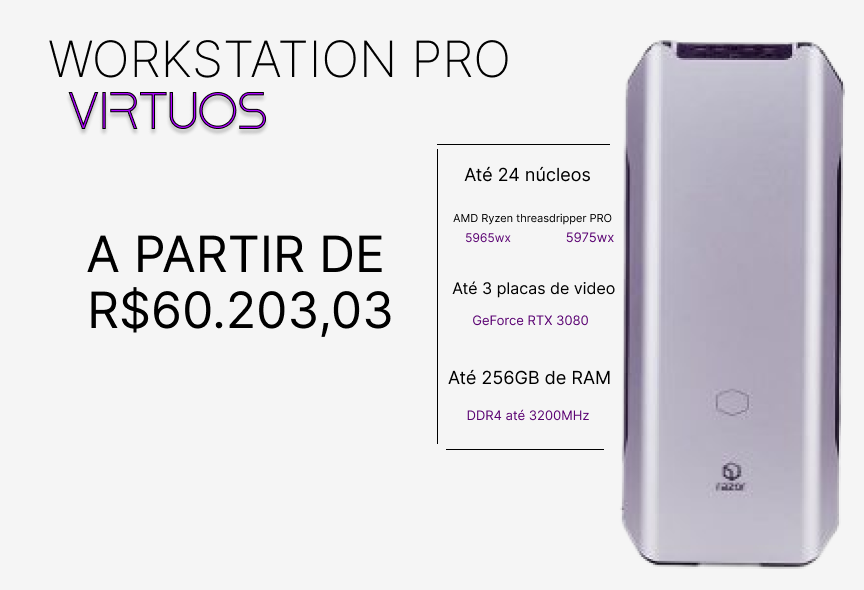 WORKSTATION PRO
VIRTUOS
A PARTIR DE
R$60.203,03
Até 24 núcleos
AMD Ryzen threasdripper PRO
5965wx 5975wx
Até 3 placas de video
GeForce RTX 3080
Até 256GB de RAM
DDR4 até 3200MHz
razor